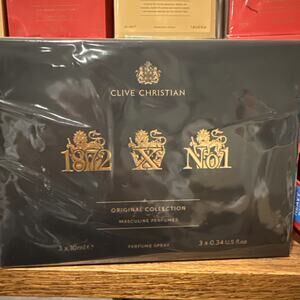 CLIVE CHRISTIAN
1872 X No1
ORIGINAL COLLECTION
MASCULINE PERFUMES
3 x 10ml ℮ PERFUME SPRAY 3 x 0.34 U.S fl.oz